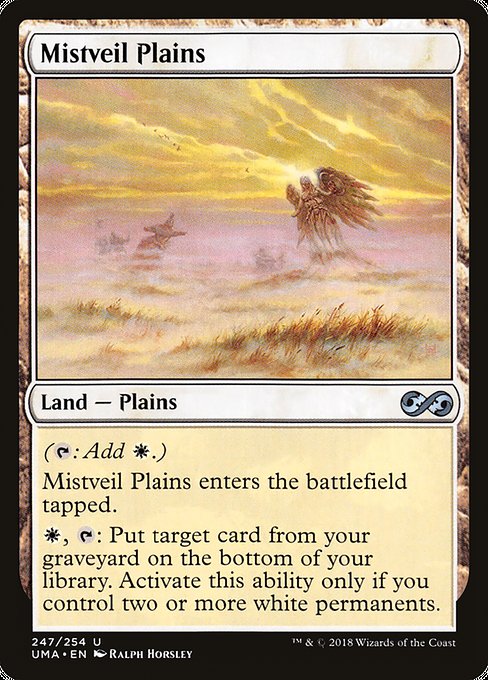 Mistveil Plains
Land — Plains
(: Add .)
Mistveil Plains enters the battlefield
tapped.
, : Put target card from your
graveyard on the bottom of your
library. Activate this ability only if you
control two or more white permanents.
247/254 U
UMA • EN Ralph Horsley
™ & © 2018 Wizards of the Coast